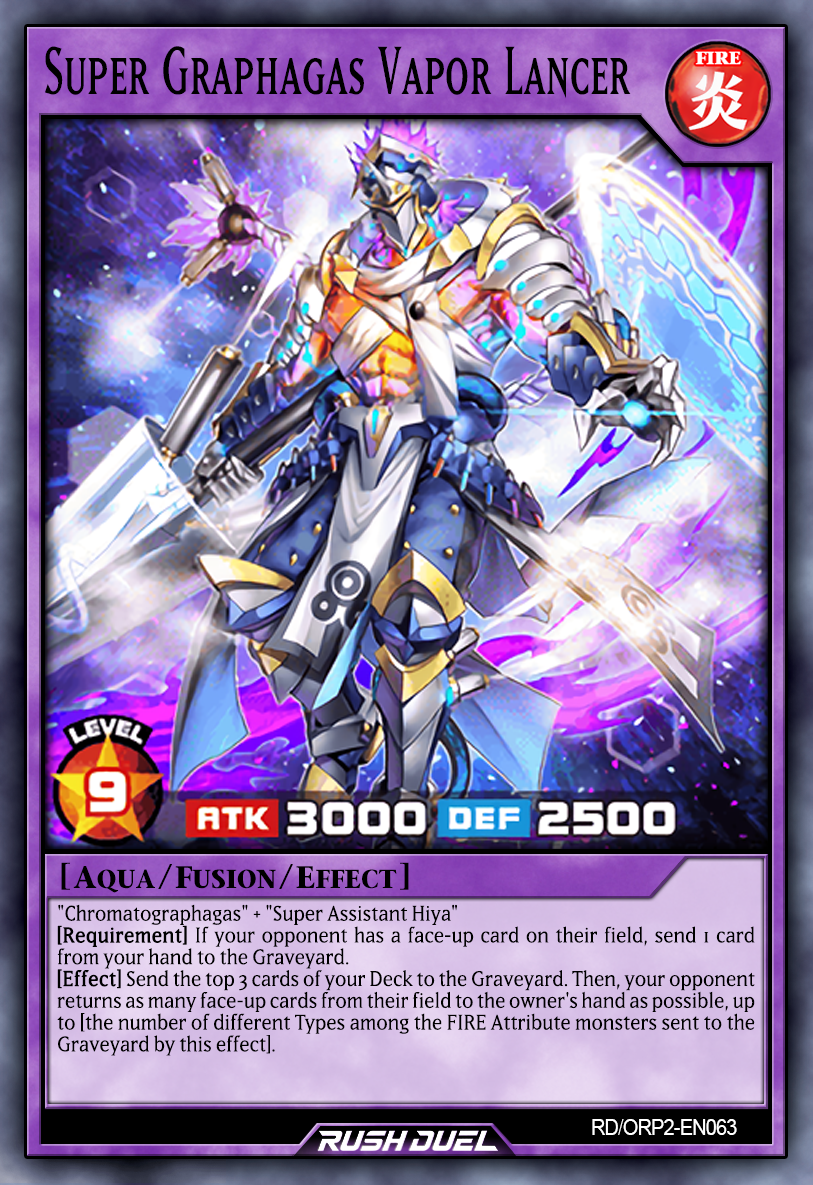 Super Graphagas Vapor Lancer
FIRE
炎
LEVEL
9
ATK 3000 DEF 2500
[Aqua/Fusion/Effect]
"Chromatographagas" + "Super Assistant Hiya"
[Requirement] If your opponent has a face-up card on their field, send 1 card
from your hand to the Graveyard.
[Effect] Send the top 3 cards of your Deck to the Graveyard. Then, your opponent
returns as many face-up cards from their field to the owner's hand as possible, up
to [the number of different Types among the FIRE Attribute monsters sent to the
Graveyard by this effect].
RD/ORP2-EN063
RUSH DUEL